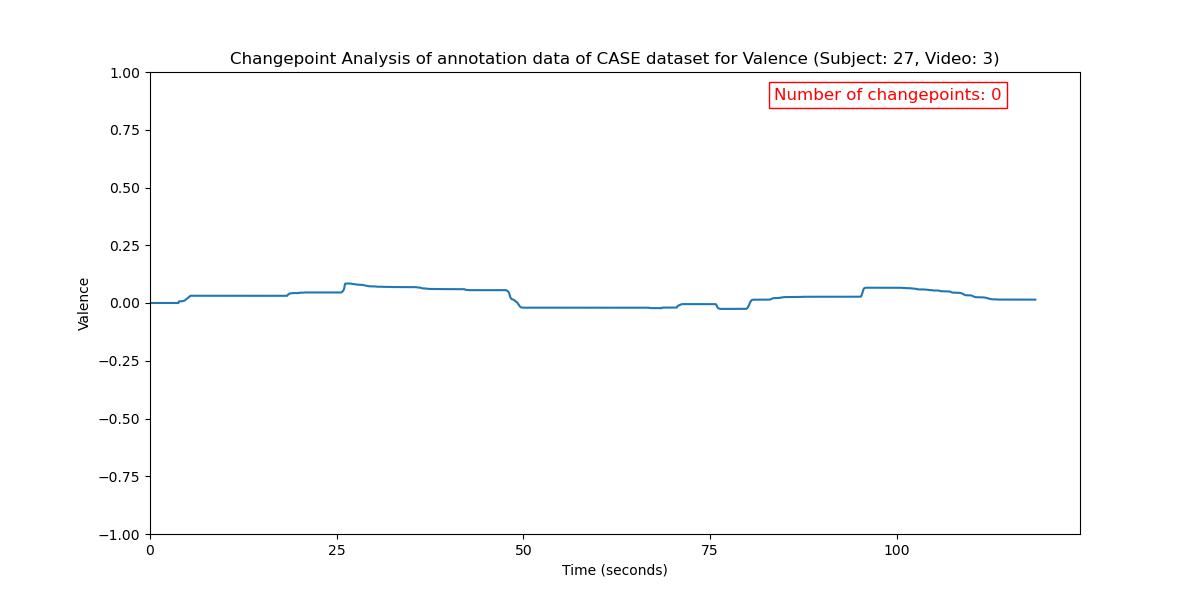 Changepoint Analysis of annotation data of CASE dataset for Valence (Subject: 27, Video: 3)
Number of changepoints: 0
1.00
0.75
0.50
0.25
0.00
−0.25
−0.50
−0.75
−1.00
Valence
0 25 50 75 100
Time (seconds)